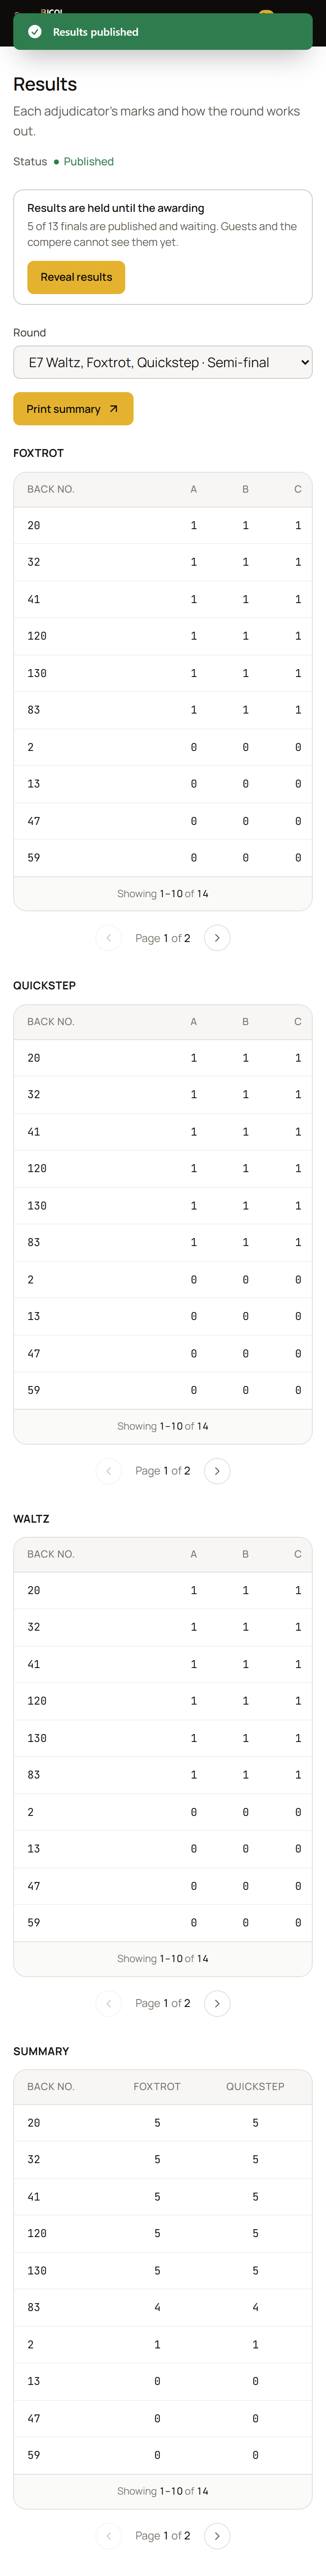 Results published
Results
Each adjudicator's marks and how the round works
out.
Status • Published
Results are held until the awarding
5 of 13 finals are published and waiting. Guests and the
compere cannot see them yet.
Reveal results
Round
E7 Waltz, Foxtrot, Quickstep · Semi-final
Print summary
FOXTROT
BACK NO. A B C
20 1 1 1
32 1 1 1
41 1 1 1
120 1 1 1
130 1 1 1
83 1 1 1
2 0 0 0
13 0 0 0
47 0 0 0
59 0 0 0
Showing 1–10 of 14
Page 1 of 2
QUICKSTEP
BACK NO. A B C
20 1 1 1
32 1 1 1
41 1 1 1
120 1 1 1
130 1 1 1
83 1 1 1
2 0 0 0
13 0 0 0
47 0 0 0
59 0 0 0
Showing 1–10 of 14
Page 1 of 2
WALTZ
BACK NO. A B C
20 1 1 1
32 1 1 1
41 1 1 1
120 1 1 1
130 1 1 1
83 1 1 1
2 0 0 0
13 0 0 0
47 0 0 0
59 0 0 0
Showing 1–10 of 14
Page 1 of 2
SUMMARY
BACK NO. FOXTROT QUICKSTEP
20 5 5
32 5 5
41 5 5
120 5 5
130 5 5
83 4 4
2 1 1
13 0 0
47 0 0
59 0 0
Showing 1–10 of 14
Page 1 of 2